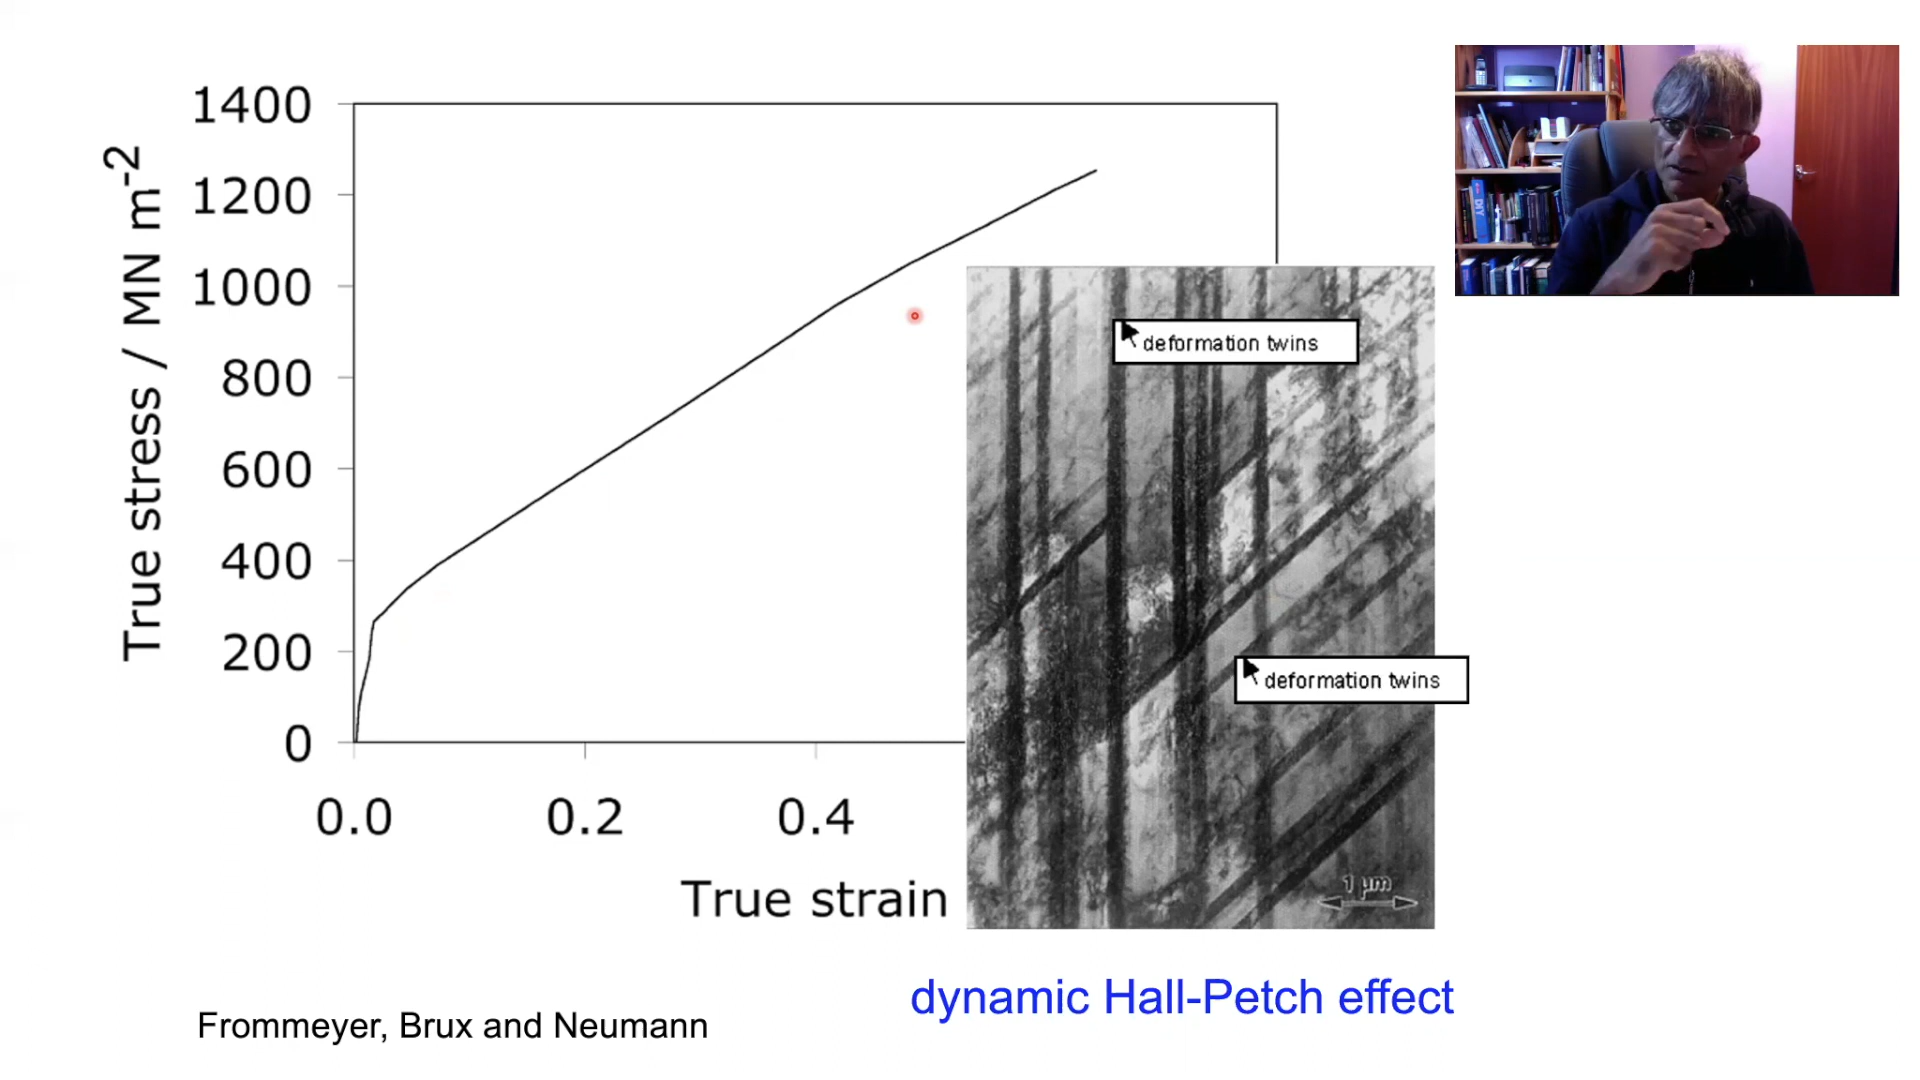 1400
1200
1000
800
600
400
200
0
True stress / MN m-2
0.0
0.2
0.4
True strain
deformation twins
deformation twins
1 µm
dynamic Hall-Petch effect
Frommeyer, Brux and Neumann
DIY